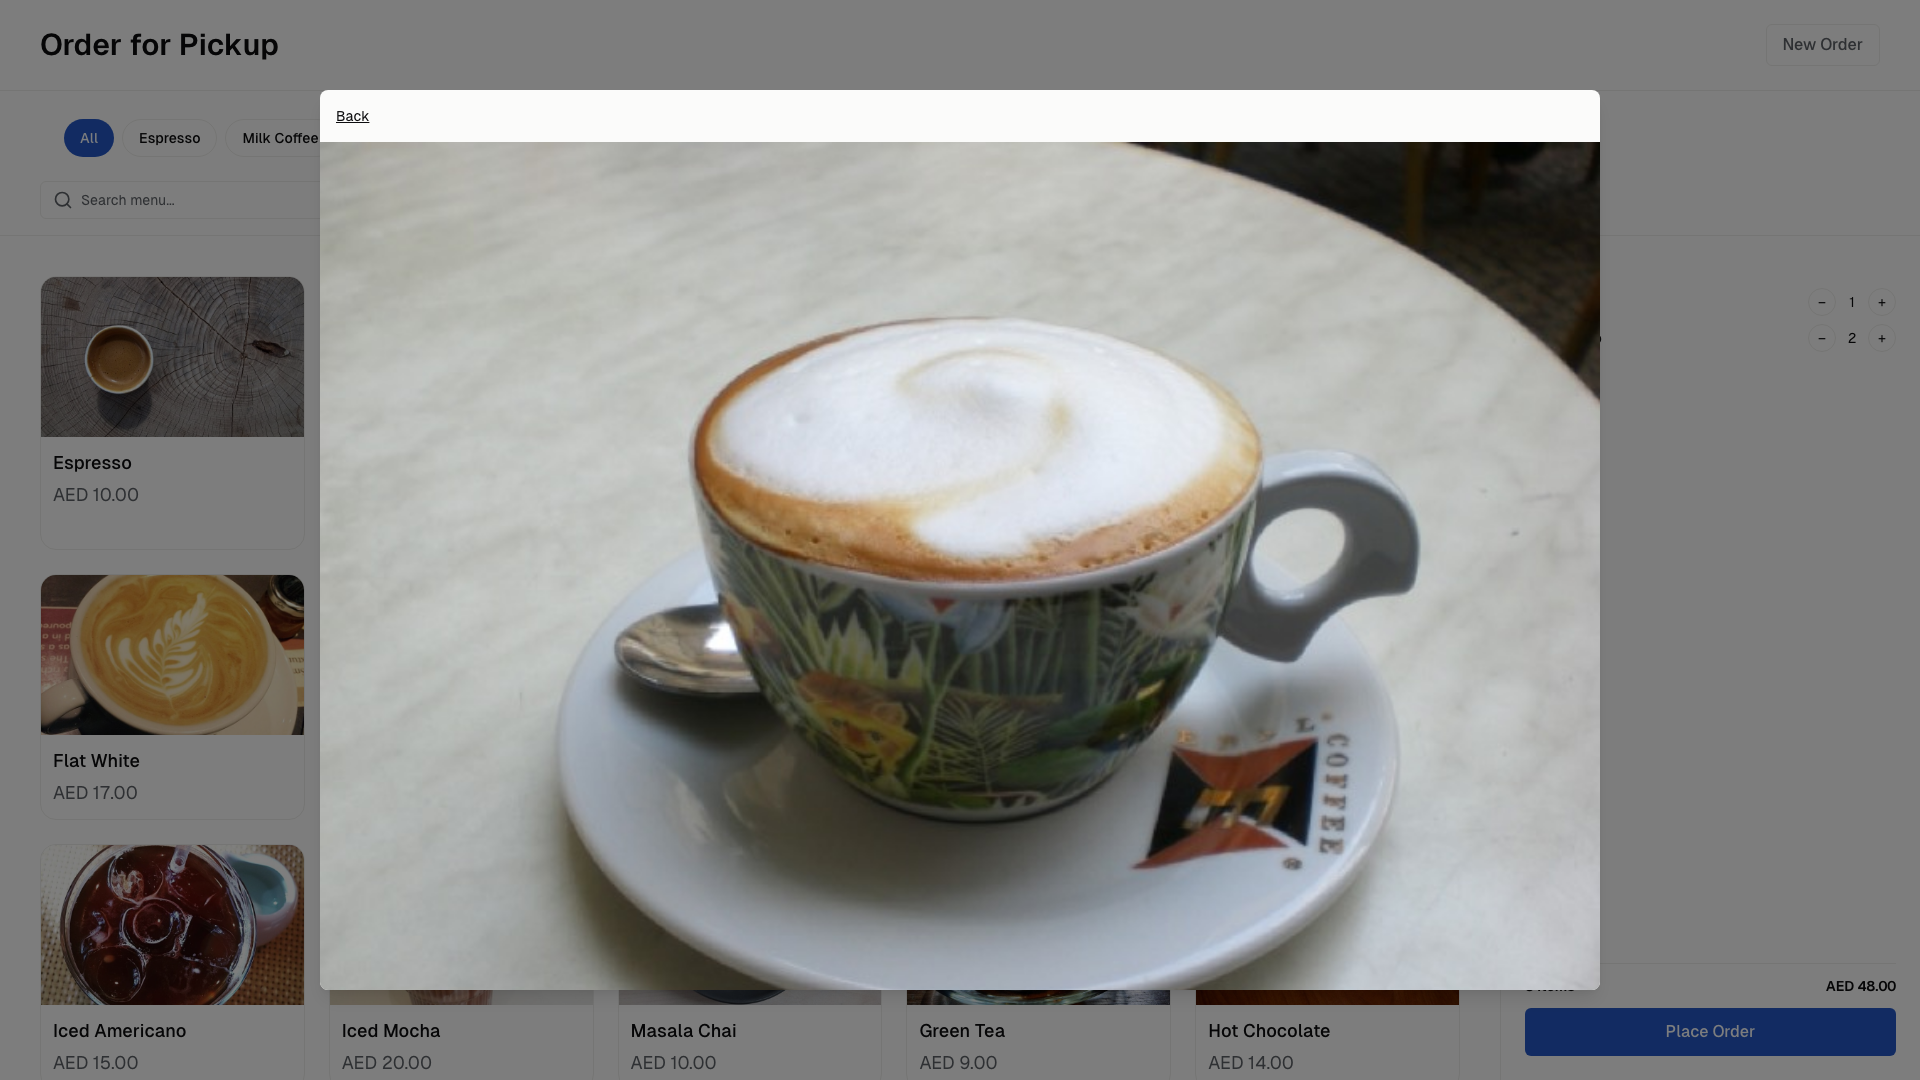 Order for Pickup
New Order
Back
All
Espresso
Milk Coffee
Search menu...
1
2
Espresso
AED 10.00
Flat White
AED 17.00
COFFEE
Iced Americano
AED 15.00
Iced Mocha
AED 20.00
Masala Chai
AED 10.00
Green Tea
AED 9.00
Hot Chocolate
AED 14.00
AED 48.00
Place Order